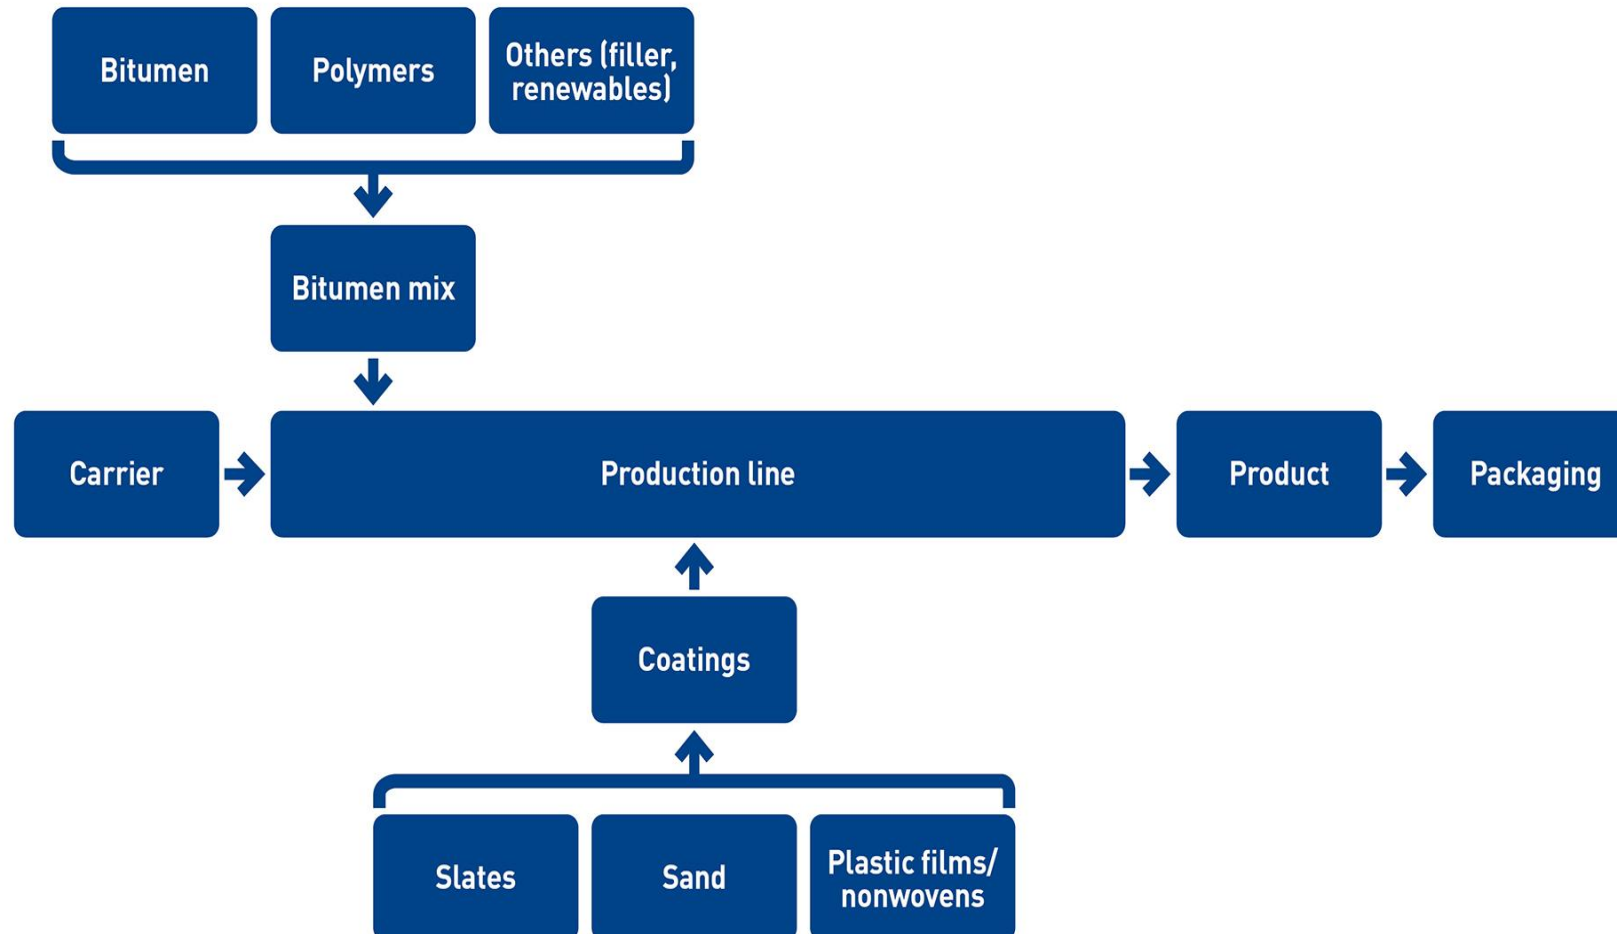 Bitumen
Polymers
Others (filler,
renewables)
Bitumen mix
Carrier
Production line
Product
Packaging
Coatings
Slates
Sand
Plastic films/
nonwovens